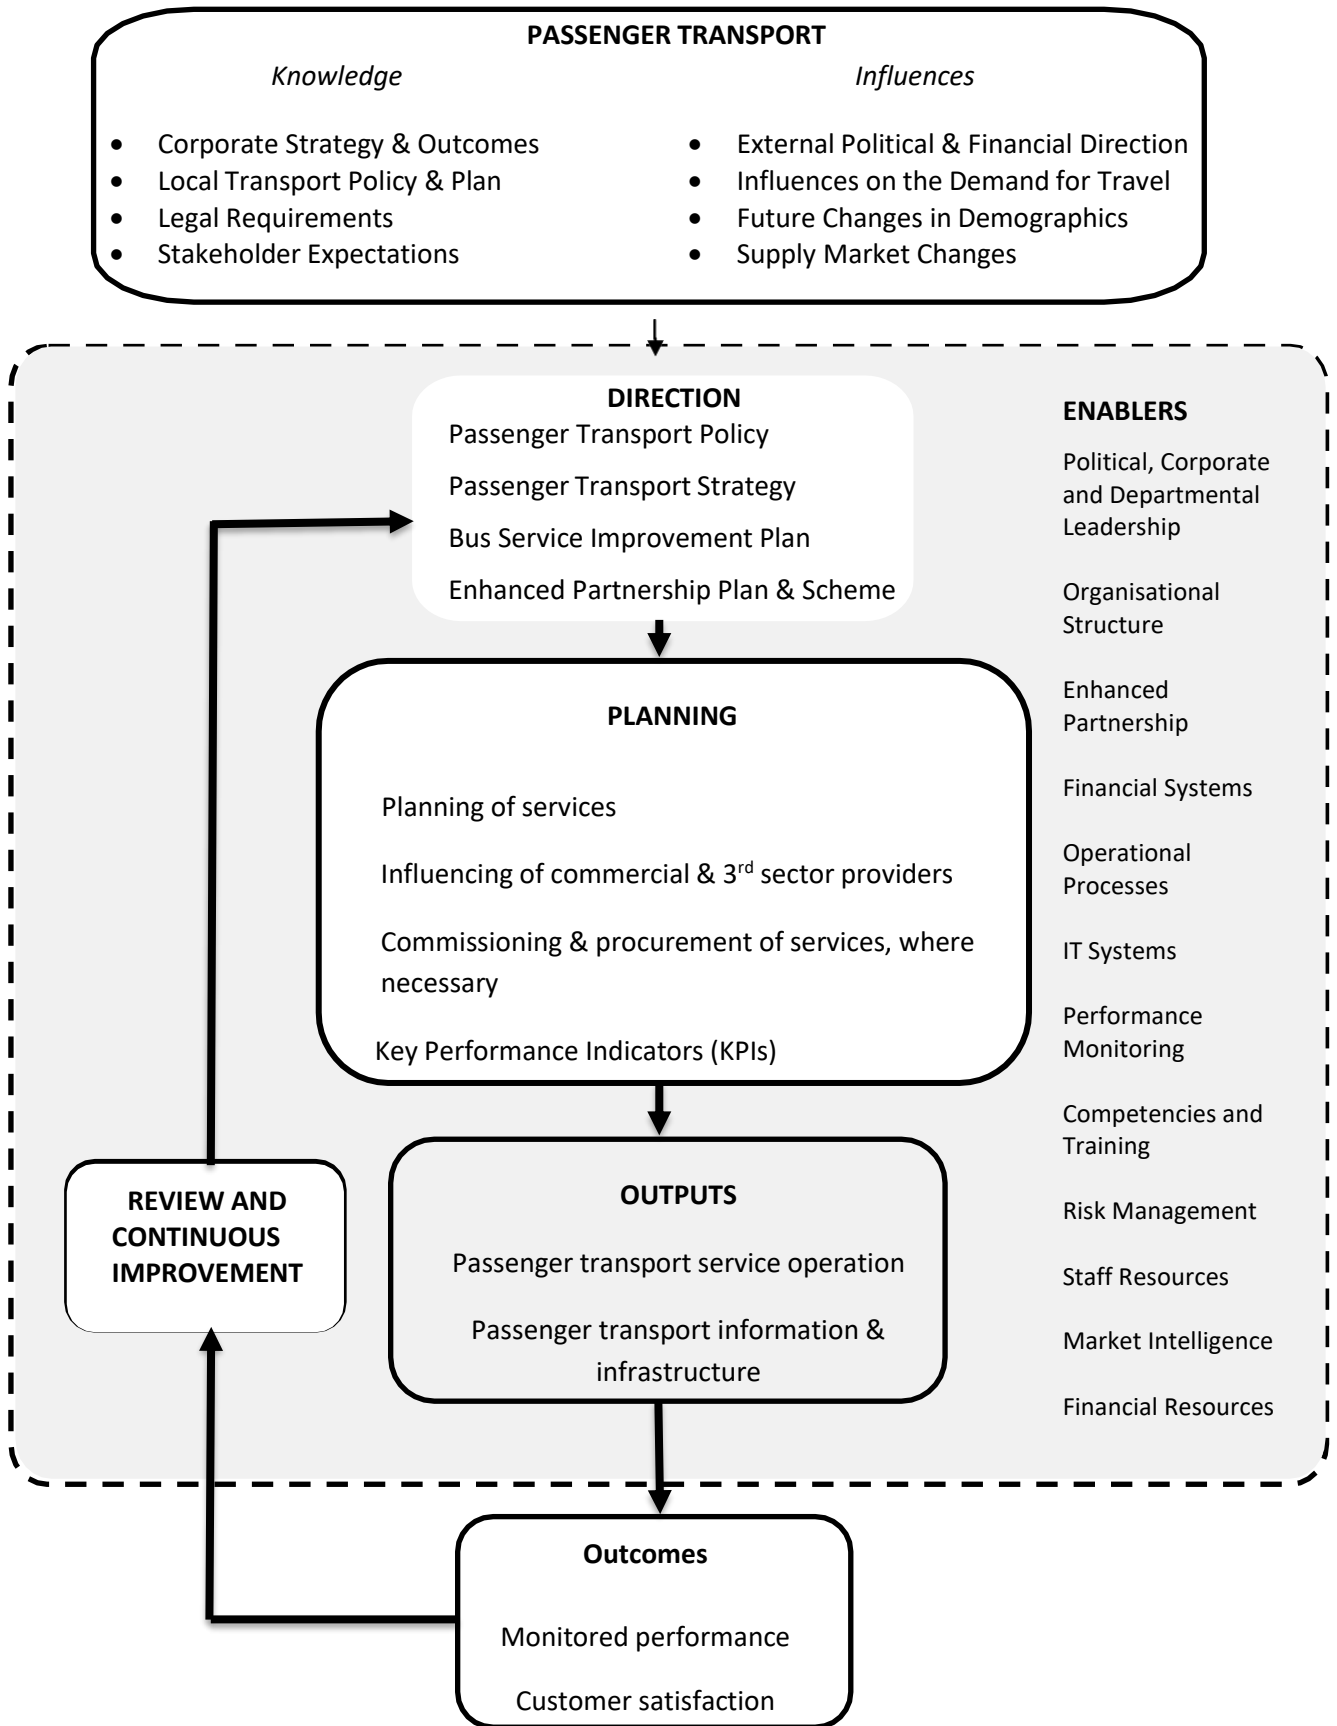 PASSENGER TRANSPORT
Knowledge
• Corporate Strategy & Outcomes
• Local Transport Policy & Plan
• Legal Requirements
• Stakeholder Expectations
Influences
• External Political & Financial Direction
• Influences on the Demand for Travel
• Future Changes in Demographics
• Supply Market Changes
DIRECTION
Passenger Transport Policy
Passenger Transport Strategy
Bus Service Improvement Plan
Enhanced Partnership Plan & Scheme
PLANNING
Planning of services
Influencing of commercial & 3rd sector providers
Commissioning & procurement of services, where
necessary
Key Performance Indicators (KPIs)
OUTPUTS
Passenger transport service operation
Passenger transport information &
infrastructure
Outcomes
Monitored performance
Customer satisfaction
REVIEW AND
CONTINUOUS
IMPROVEMENT
ENABLERS
Political, Corporate
and Departmental
Leadership
Organisational
Structure
Enhanced
Partnership
Financial Systems
Operational
Processes
IT Systems
Performance
Monitoring
Competencies and
Training
Risk Management
Staff Resources
Market Intelligence
Financial Resources